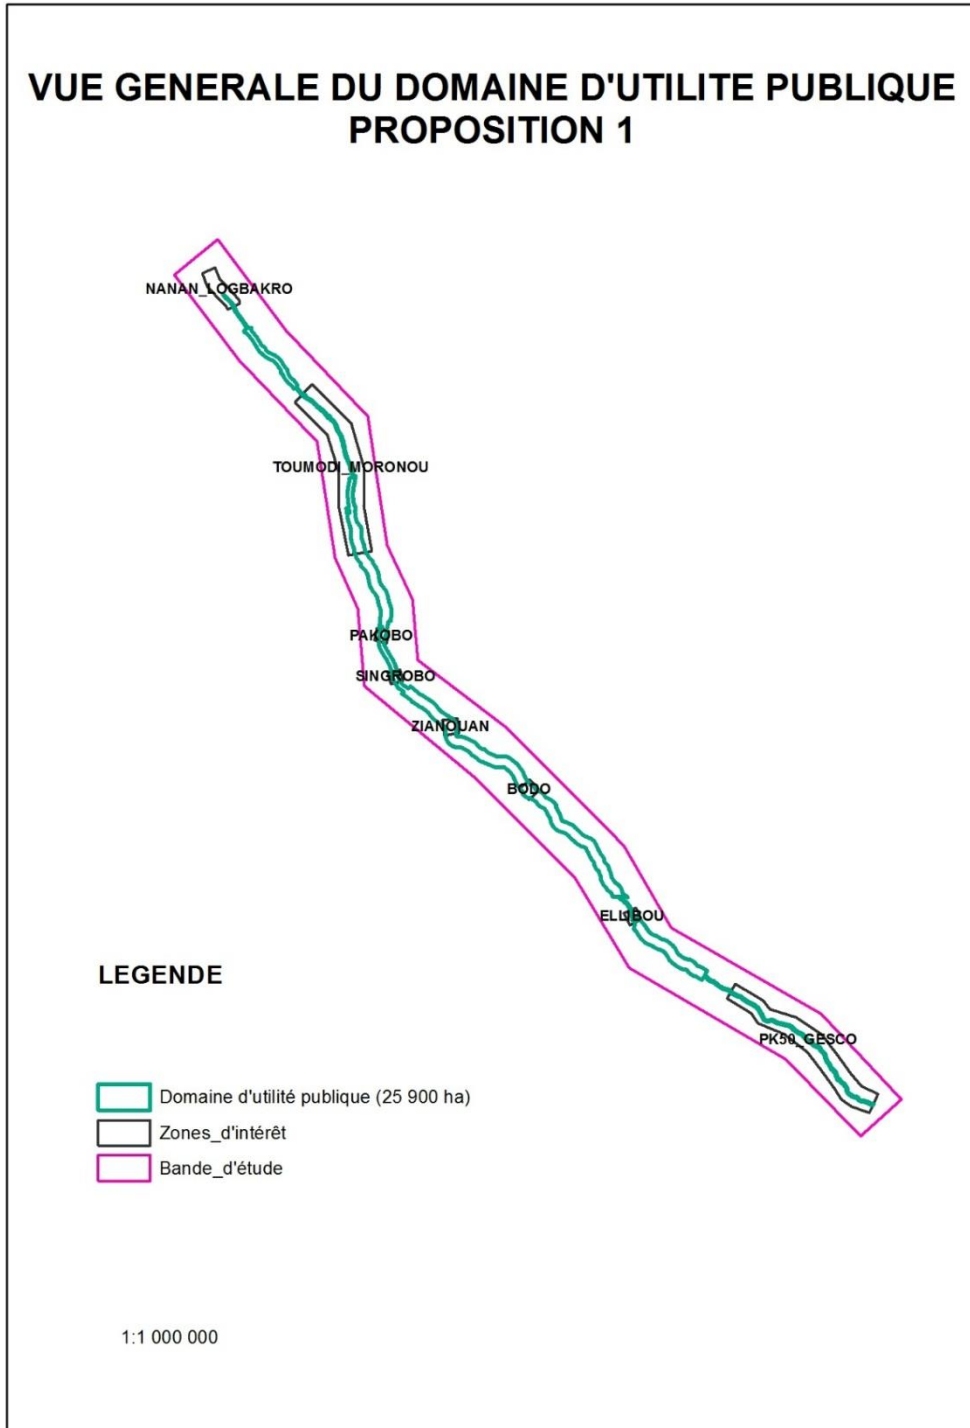 VUE GENERALE DU DOMAINE D'UTILITE PUBLIQUE
PROPOSITION 1
NANAN_LOGBAKRO
TOUMODI_MORONOU
PAKOBO
SINGROBO
ZIANOUAN
BODO
ELLIBOU
PK50_GESCO
LEGENDE
Domaine d'utilité publique (25 900 ha)
Zones_d'intérêt
Bande_d'étude
1:1 000 000